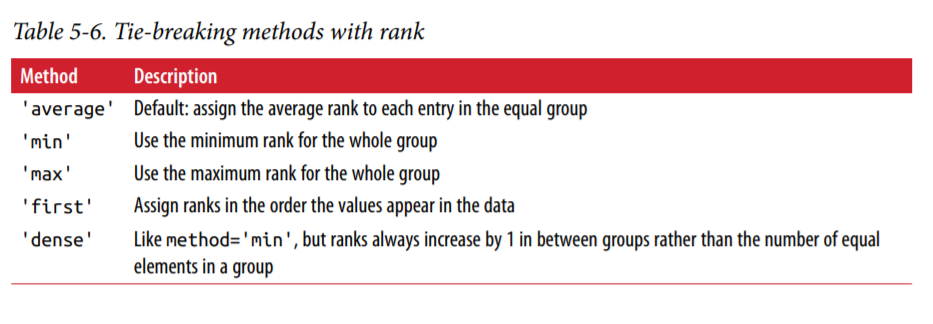 Table 5-6. Tie-breaking methods with rank
Method Description
'average' Default: assign the average rank to each entry in the equal group
'min' Use the minimum rank for the whole group
'max' Use the maximum rank for the whole group
'first' Assign ranks in the order the values appear in the data
'dense' Like method='min', but ranks always increase by 1 in between groups rather than the number of equal
elements in a group